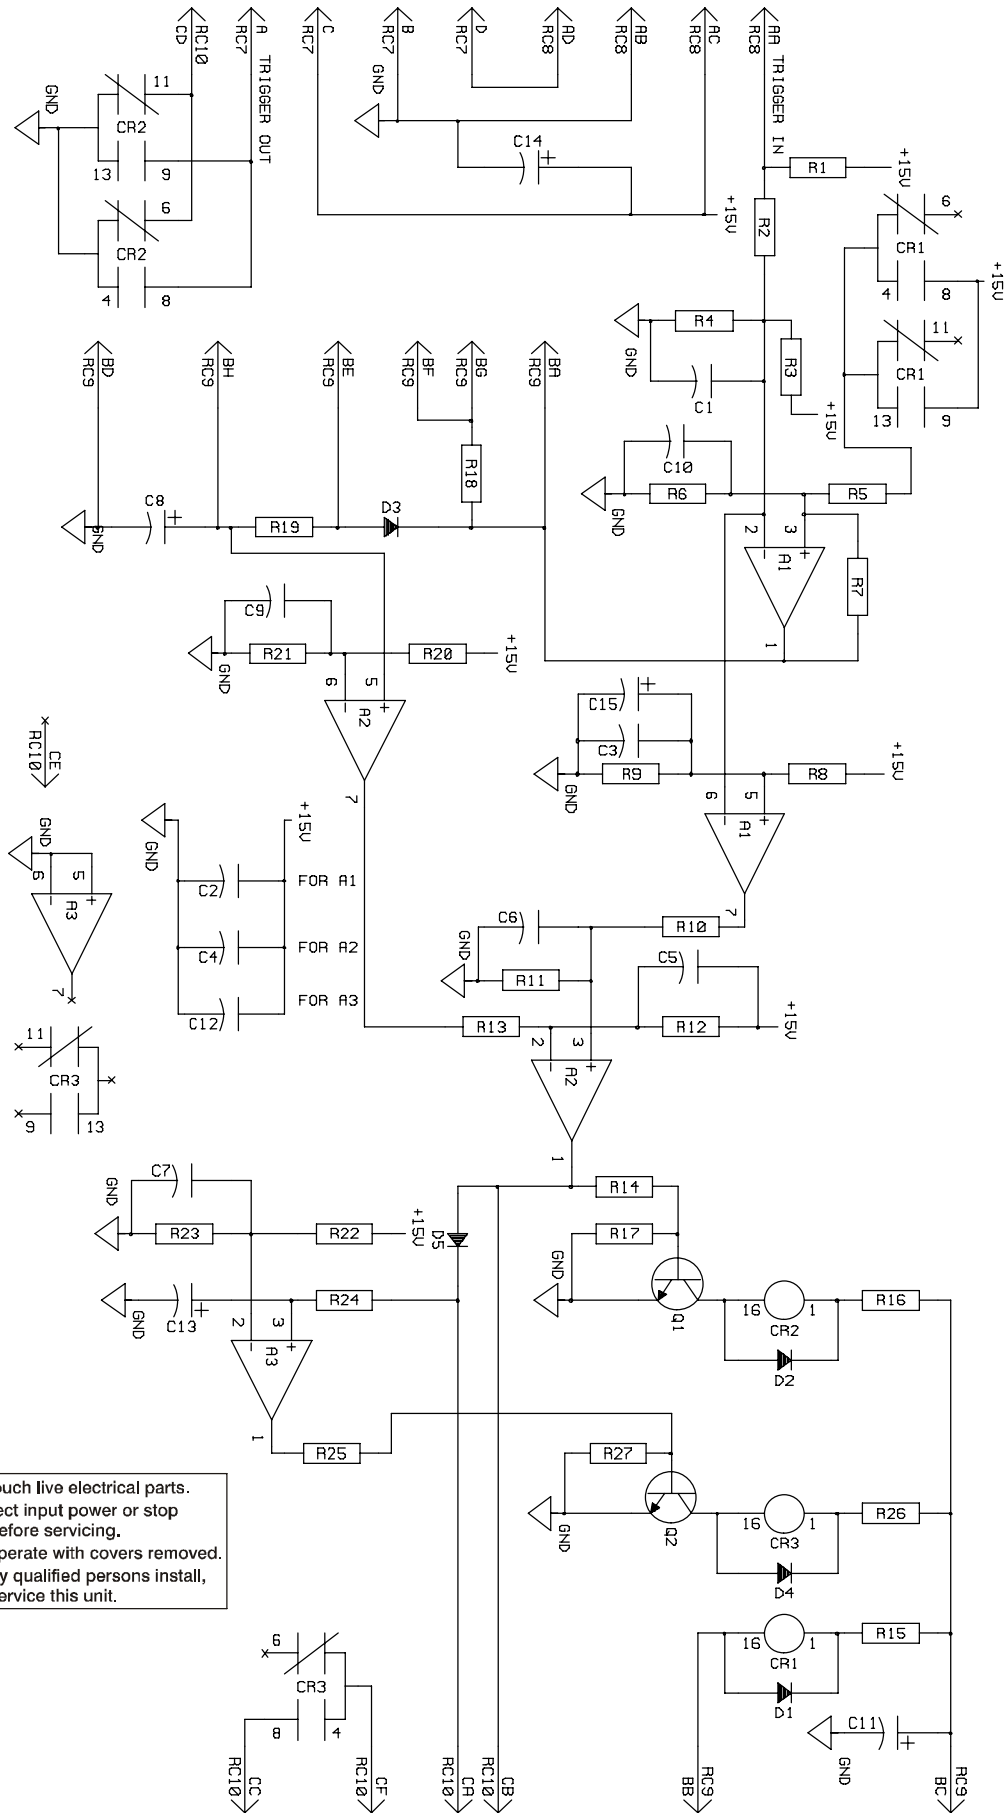 RC10
CD
A
RC7
TRIGGER OUT
C
RC7
B
RC7
GND
D
RC7
AD
RC8
AB
RC8
AC
RC8
AA
RC8
TRIGGER IN
R1
+15V
+15V
GND
11
CR2
13
9
6
CR2
4
8
C14
+
+15V
R2
6
CR1
4
8
11
CR1
13
9
R4
GND
C1
R3
+15V
BD
RC9
BH
RC9
BE
RC9
BF
BG
RC9
BA
RC9
R18
C10
R6
GND
R5
C8
+
GND
R19
D3
2
3
-
+
A1
1
R7
C9
R21
GND
R20
+15V
6
5
-
+
A2
7
C15
+
C3
R9
GND
R8
+15V
6
5
-
+
A1
7
CE
RC10
GND
6
5
-
+
A3
7
+15V
GND
C2
FOR A1
C4
FOR A2
C12
FOR A3
C6
GND
R11
R10
C5
R13
R12
+15V
2
3
-
+
A2
1
11
CR3
9
13
C7
GND
R23
R22
+15V
D5
R14
R17
GND
Q1
16
1
CR2
R16
D2
GND
C13
+
R24
2
3
-
+
A3
1
R25
R27
GND
Q2
16
1
CR3
R26
D4
ouch live electrical parts.
ect input power or stop
efore servicing.
perate with covers removed.
y qualified persons install,
ervice this unit.
16
1
CR1
R15
D1
6
CR3
8
4
C11
+
GND
CC
RC10
CF
RC10
CA
RC10
CB
RC10
RC9
BB
RC9
BC